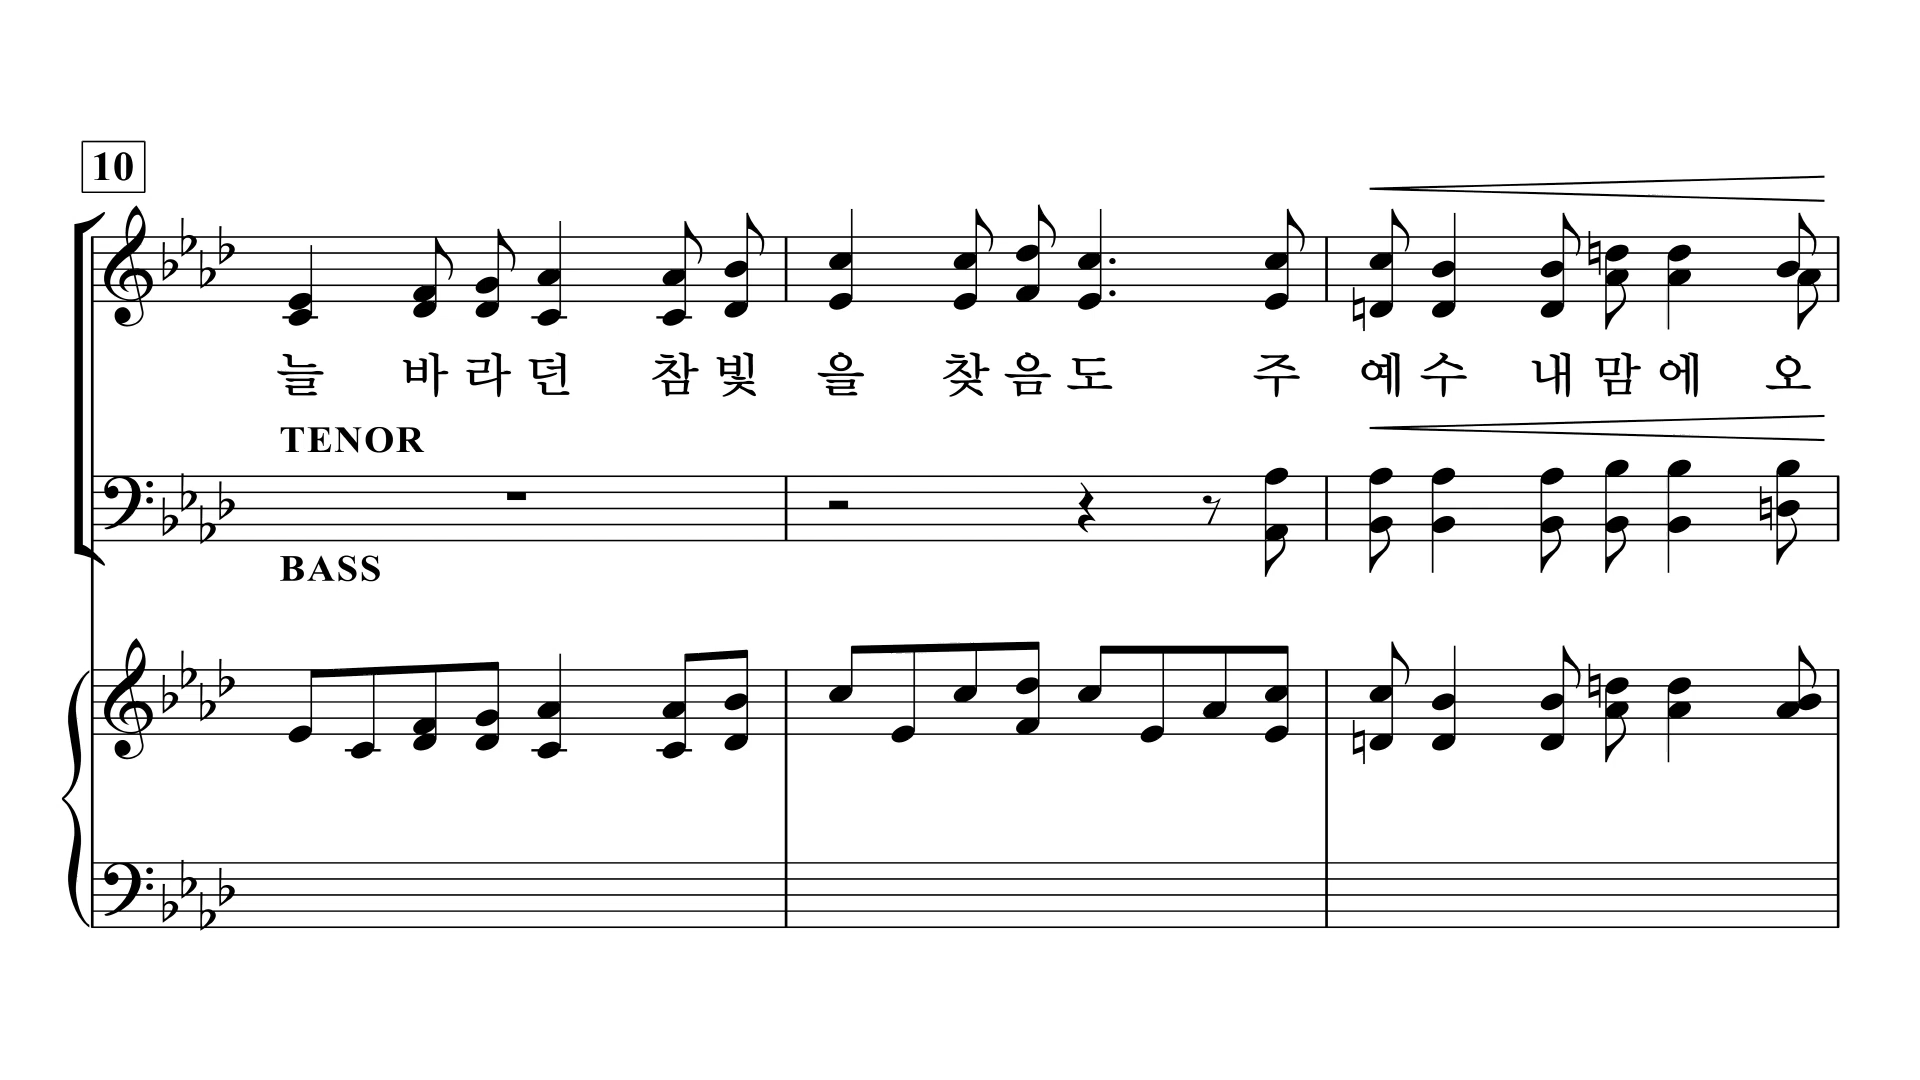 10
늘 바 라 던 참 빛 을 찾 음 도 주 예 수 내 맘 에 오
TENOR
BASS